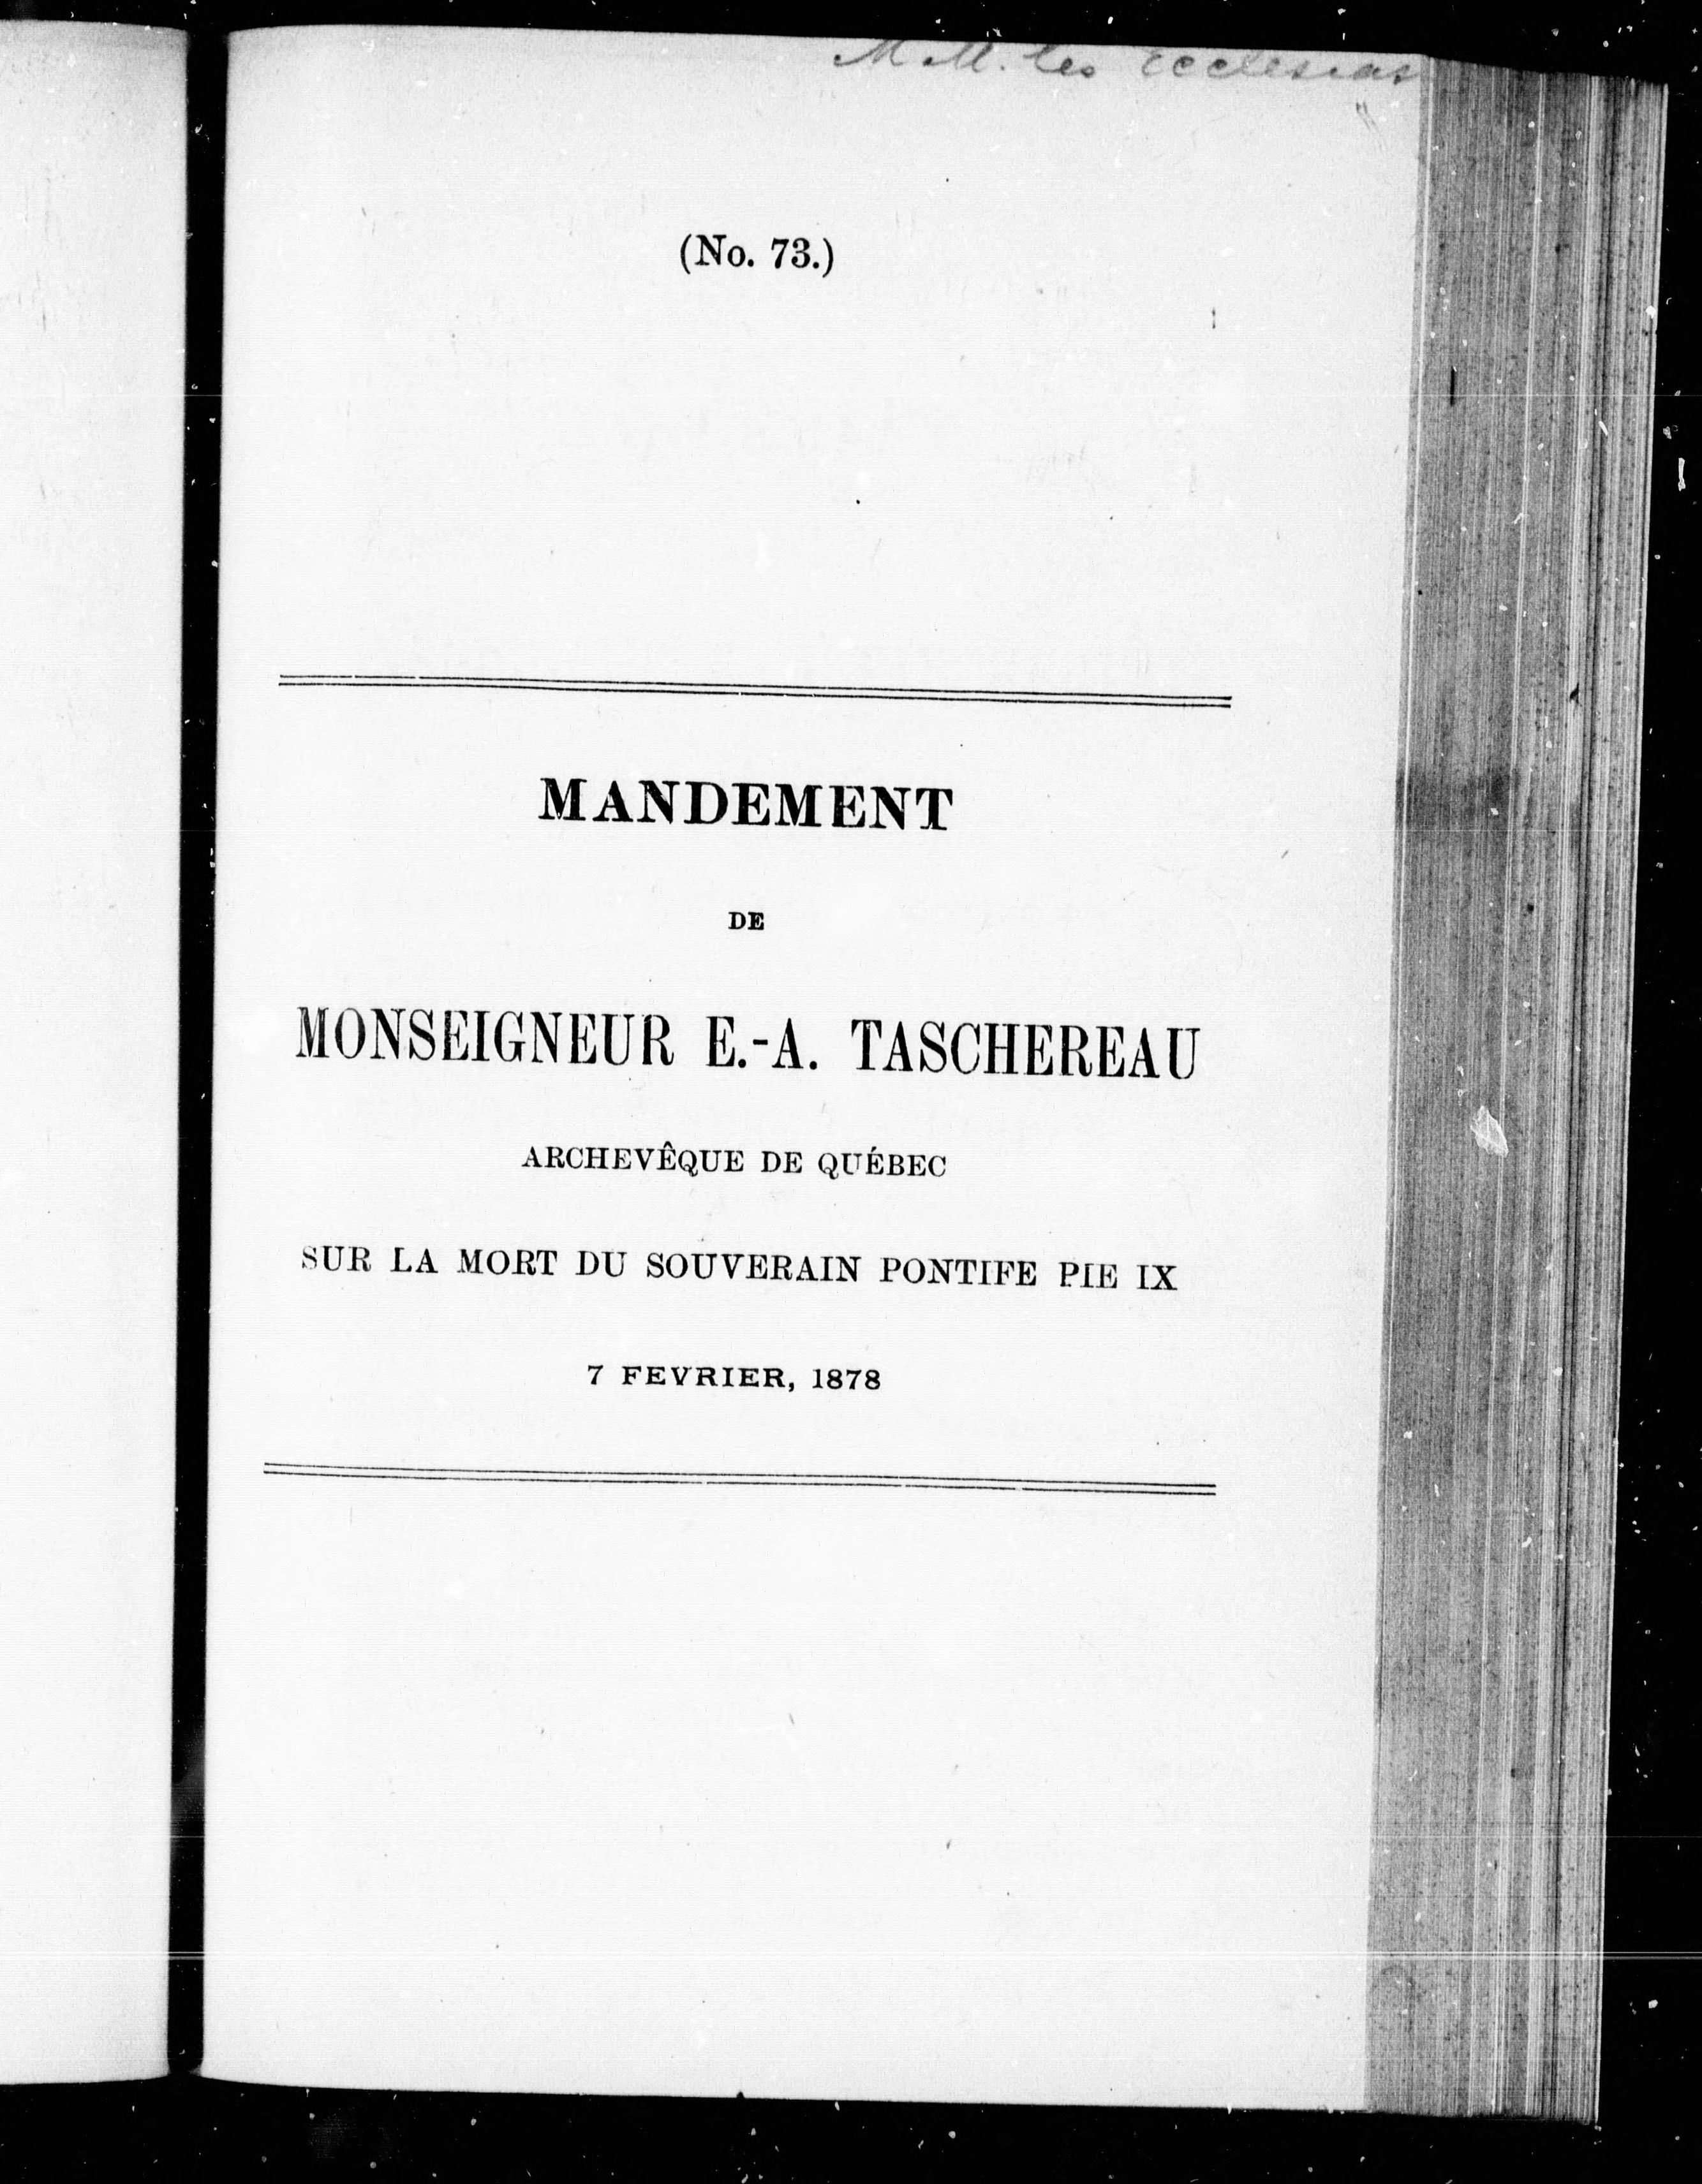 M.M. les Ecclesias
(No. 73.)
MANDEMENT
DE
MONSEIGNEUR E.-A. TASCHEREAU
ARCHEVÊQUE DE QUÉBEC
SUR LA MORT DU SOUVERAIN PONTIFE PIE IX
7 FEVRIER, 1878